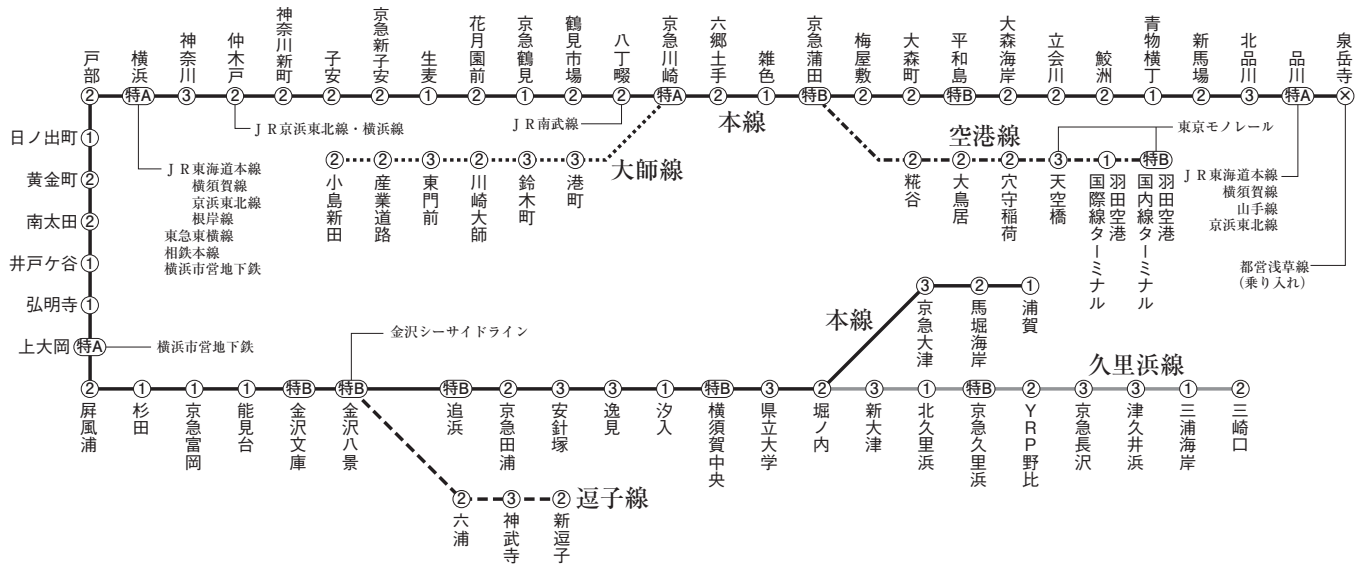 戸部
横浜
神奈川
仲木戸
神奈川新町
子安
京急新子安
生麦
花月園前
京急鶴見
鶴見市場
八丁畷
京急川崎
六郷土手
雑色
京急蒲田
梅屋敷
大森町
平和島
大森海岸
立会川
鮫洲
青物横丁
新馬場
北品川
品川
泉岳寺
② 特A ③ ② ② ② ② ① ② ① ② ② 特A ② ① 特B ② ② 特B ② ② ② ① ② ③ 特A ×
日ノ出町 ①
黄金町 ②
南太田 ②
井戸ケ谷 ①
弘明寺 ①
上大岡 特A
横浜市営地下鉄
JR東海道本線
横須賀線
京浜東北線
根岸線
東急東横線
相鉄本線
横浜市営地下鉄
JR京浜東北線・横浜線
JR南武線
本線
大師線
② ② ③ ② ③ ③
小島新田
産業道路
東門前
川崎大師
鈴木町
港町
空港線
東京モノレール
② ② ② ③ ① 特B
糀谷
大鳥居
穴守稲荷
天空橋
羽田空港
国際線ターミナル
羽田空港
国内線ターミナル
JR東海道本線
横須賀線
山手線
京浜東北線
都営浅草線
(乗り入れ)
本線
③ ② ①
京急大津
馬堀海岸
浦賀
金沢シーサイドライン
久里浜線
② ① ① ① 特B 特B 特B ② ③ ③ ① 特B ③ ② ③ ① 特B ② ③ ③ ① ②
屛風浦
杉田
京急富岡
能見台
金沢文庫
金沢八景
追浜
京急田浦
安針塚
逸見
汐入
横須賀中央
県立大学
堀ノ内
新大津
北久里浜
京急久里浜
YRP野比
京急長沢
津久井浜
三浦海岸
三崎口
② ③ ②
逗子線
六浦
神武寺
新逗子